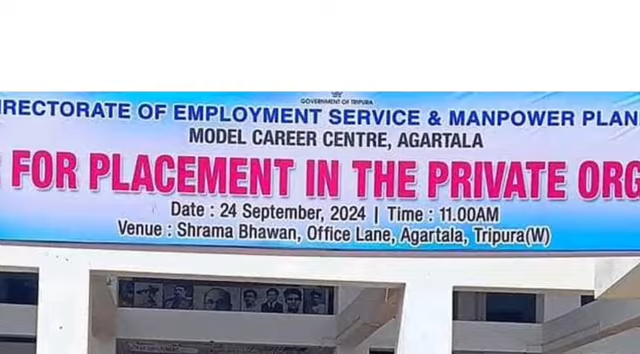 GOVERNMENT OF TRIPURA
IRECTORATE OF EMPLOYMENT SERVICE & MANPOWER PLAN
MODEL CAREER CENTRE, AGARTALA
FOR PLACEMENT IN THE PRIVATE ORG
Date : 24 September, 2024 | Time : 11.00AM
Venue : Shrama Bhawan, Office Lane, Agartala, Tripura(W)